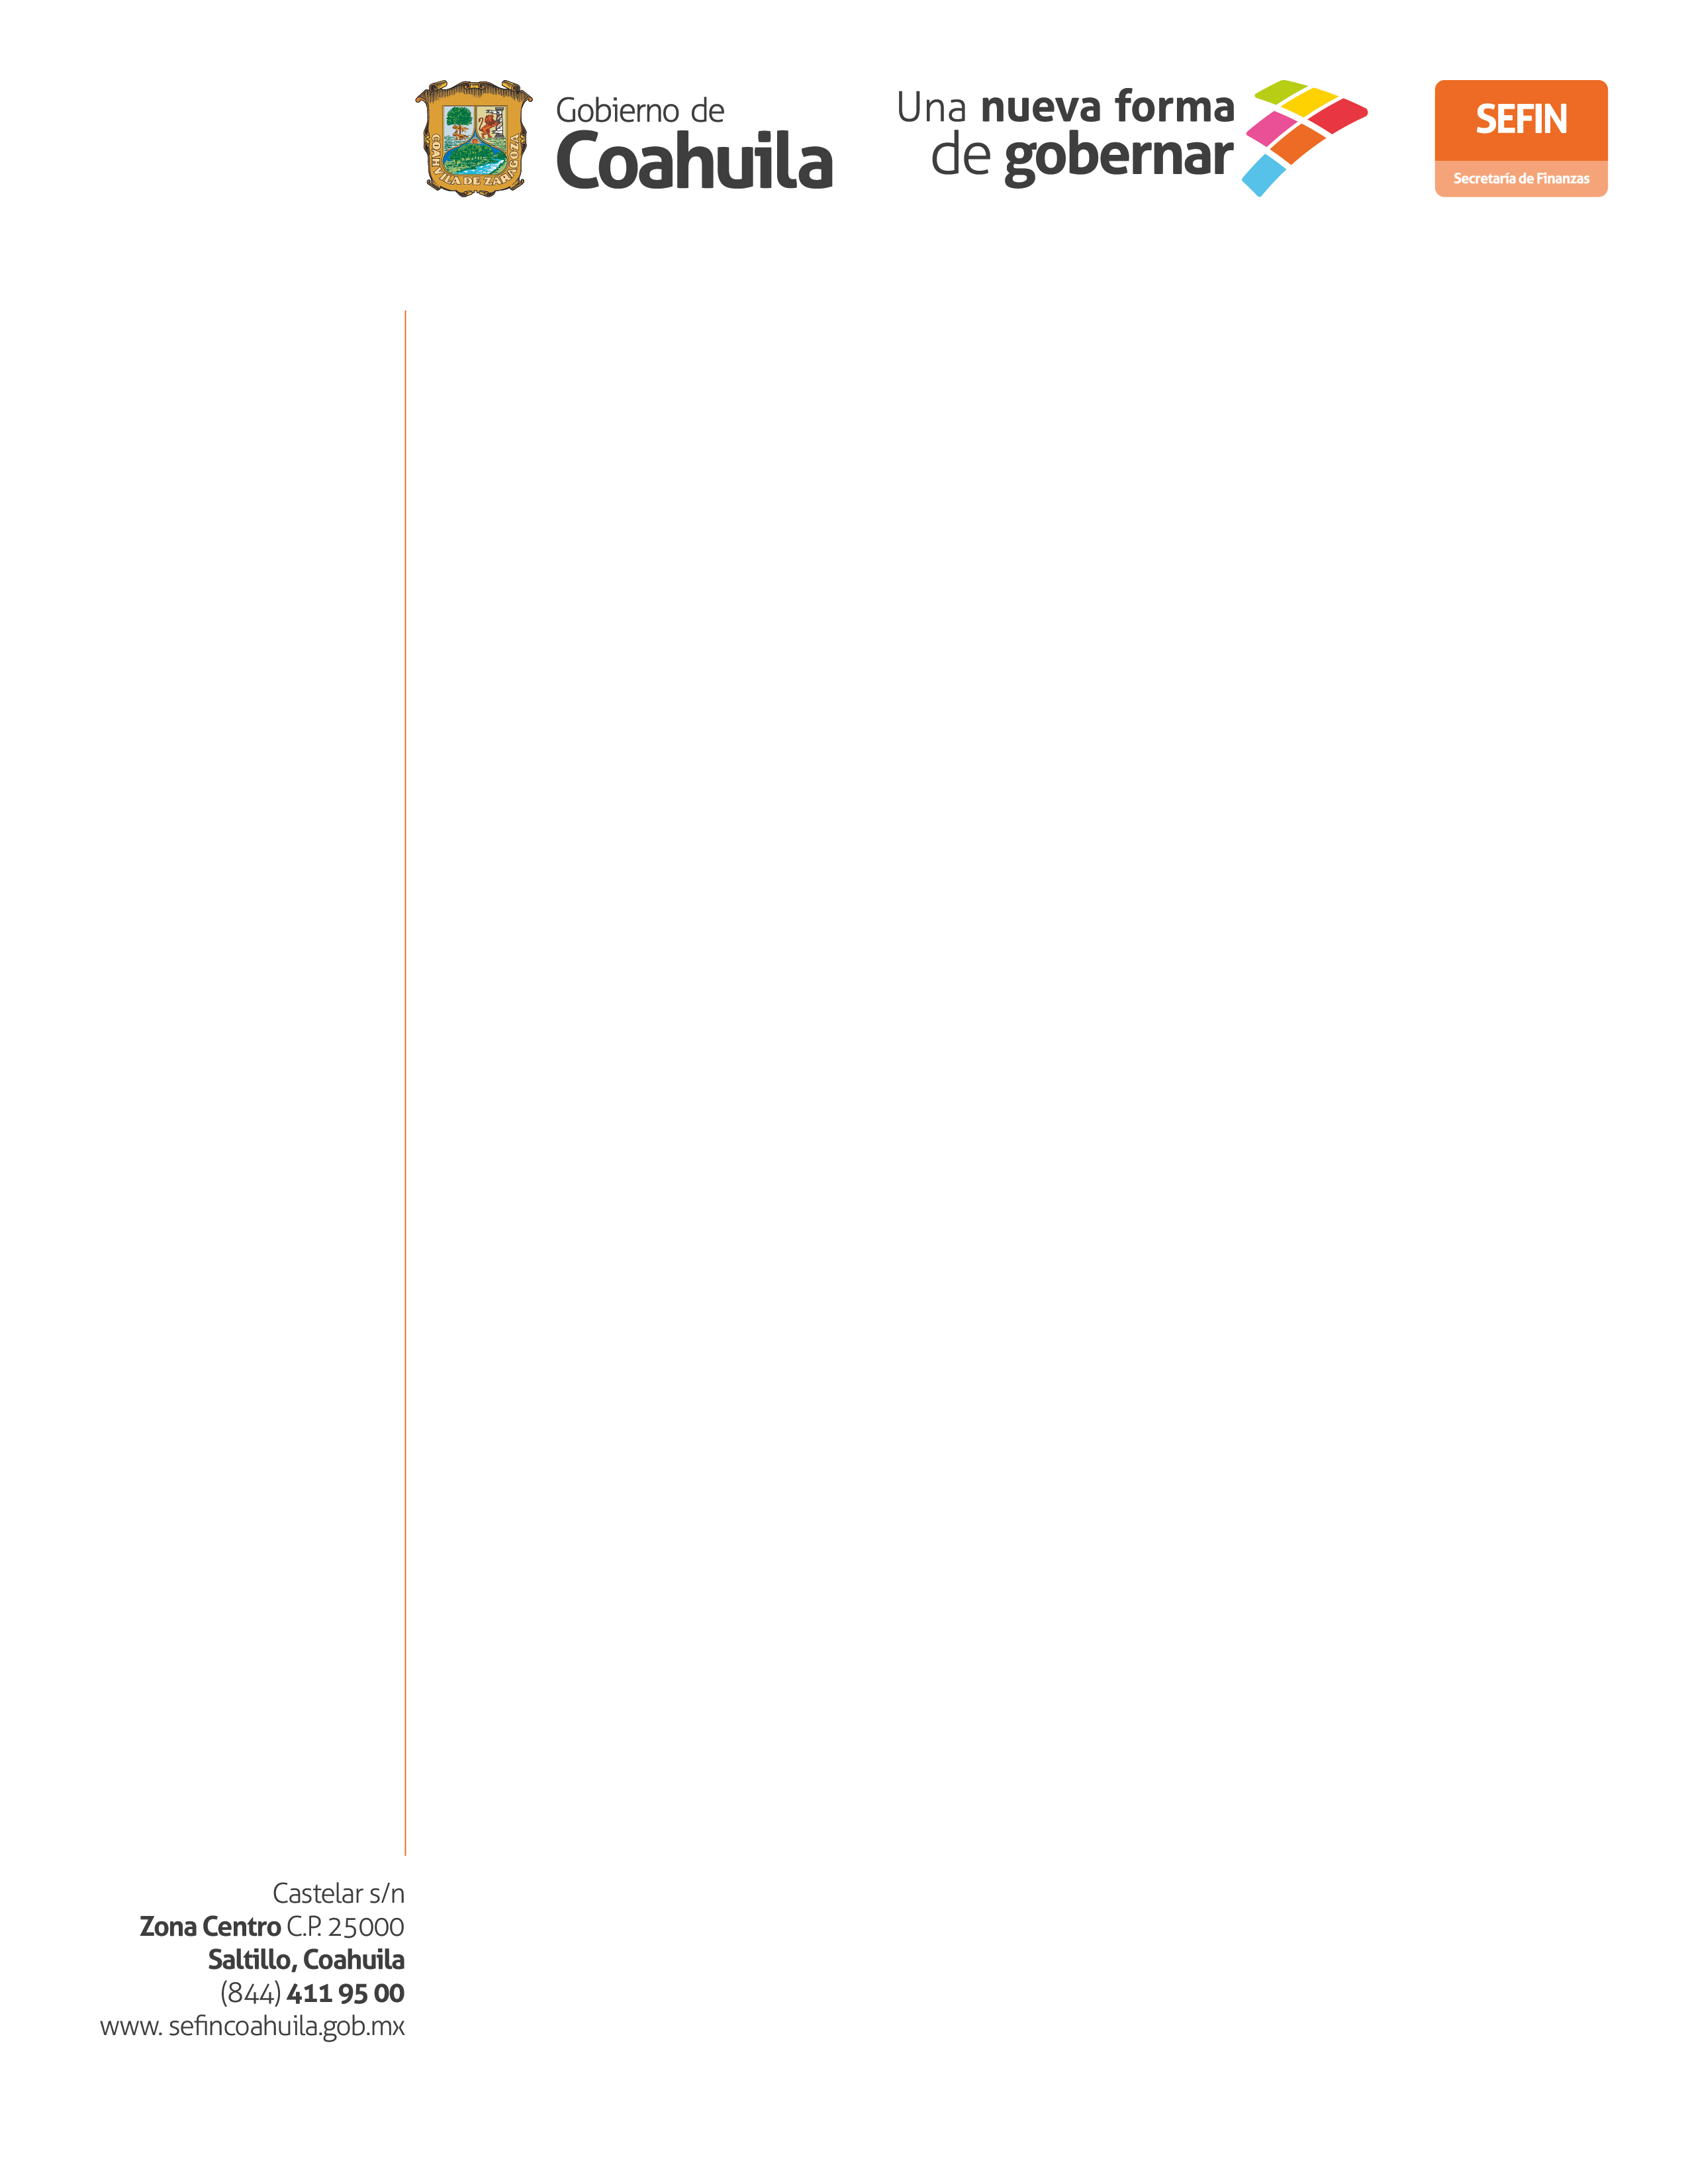 COAHVILA DE ZARAGOZA
Gobierno de
Coahuila
Una nueva forma
de gobernar
SEFIN
Secretaría de Finanzas
Castelar s/n
Zona Centro C.P. 25000
Saltillo, Coahuila
(844) 411 95 00
www. sefincoahuila.gob.mx